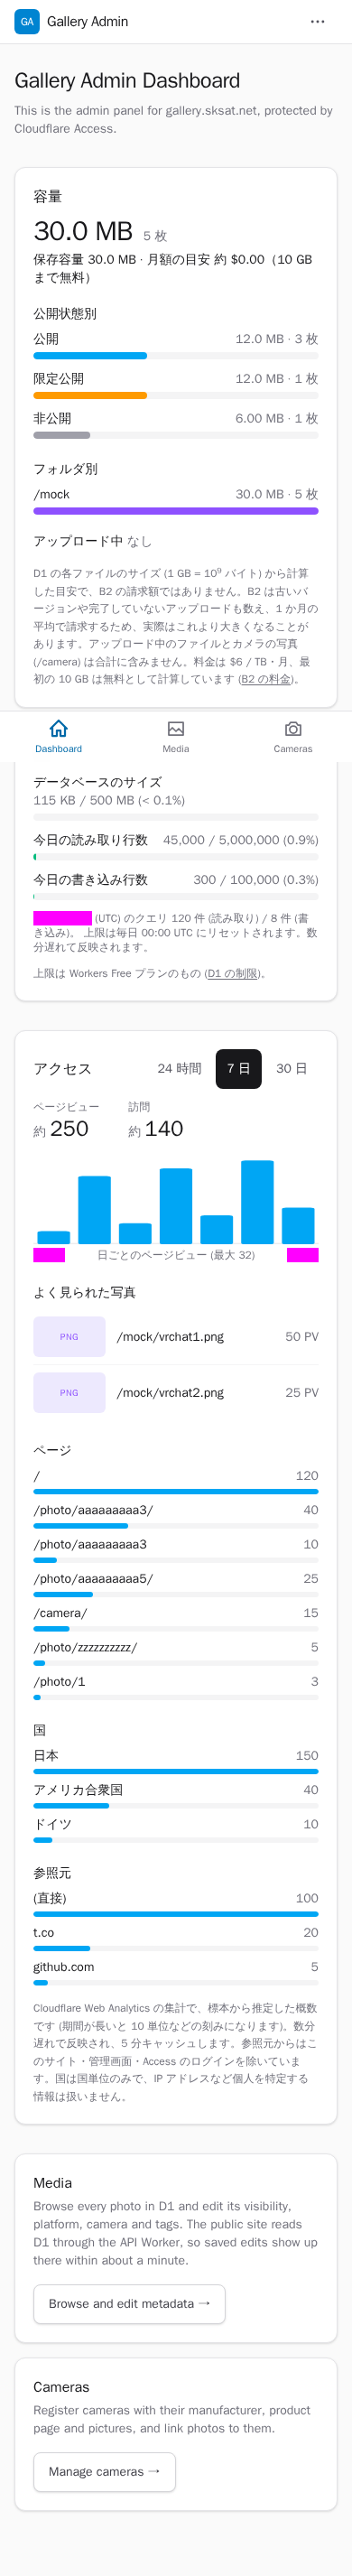 GA Gallery Admin
Gallery Admin Dashboard
This is the admin panel for gallery.sksat.net, protected by
Cloudflare Access.
容量
30.0 MB 5 枚
保存容量 30.0 MB · 月額の目安 約 $0.00（10 GB
まで無料）
公開状態別
公開 12.0 MB · 3 枚
限定公開 12.0 MB · 1 枚
非公開 6.00 MB · 1 枚
フォルダ別
/mock 30.0 MB · 5 枚
アップロード中 なし
D1 の各ファイルのサイズ (1 GB = 10⁹ バイト) から計算
した目安で、B2 の請求額ではありません。B2 は古いバ
ージョンや完了していないアップロードも数え、1 か月の
平均で請求するため、実際はこれより大きくなることが
あります。アップロード中のファイルとカメラの写真
(/camera) は合計に含みません。料金は $6 / TB・月、最
初の 10 GB は無料として計算しています (B2 の料金)。
Dashboard Media Cameras
データベースのサイズ
115 KB / 500 MB (< 0.1%)
今日の読み取り行数 45,000 / 5,000,000 (0.9%)
今日の書き込み行数 300 / 100,000 (0.3%)
(UTC) のクエリ 120 件 (読み取り) / 8 件 (書
き込み)。 上限は毎日 00:00 UTC にリセットされます。数
分遅れて反映されます。
上限は Workers Free プランのもの (D1 の制限)。
アクセス 24 時間 7 日 30 日
ページビュー 訪問
約 250 約 140
日ごとのページビュー (最大 32)
よく見られた写真
PNG /mock/vrchat1.png 50 PV
PNG /mock/vrchat2.png 25 PV
ページ
/ 120
/photo/aaaaaaaaa3/ 40
/photo/aaaaaaaaa3 10
/photo/aaaaaaaaa5/ 25
/camera/ 15
/photo/zzzzzzzzzz/ 5
/photo/1 3
国
日本 150
アメリカ合衆国 40
ドイツ 10
参照元
(直接) 100
t.co 20
github.com 5
Cloudflare Web Analytics の集計で、標本から推定した概数
です (期間が長いと 10 単位などの刻みになります)。数分
遅れで反映され、5 分キャッシュします。参照元からはこ
のサイト・管理画面・Access のログインを除いていま
す。国は国単位のみで、IP アドレスなど個人を特定する
情報は扱いません。
Media
Browse every photo in D1 and edit its visibility,
platform, camera and tags. The public site reads
D1 through the API Worker, so saved edits show up
there within about a minute.
Browse and edit metadata →
Cameras
Register cameras with their manufacturer, product
page and pictures, and link photos to them.
Manage cameras →